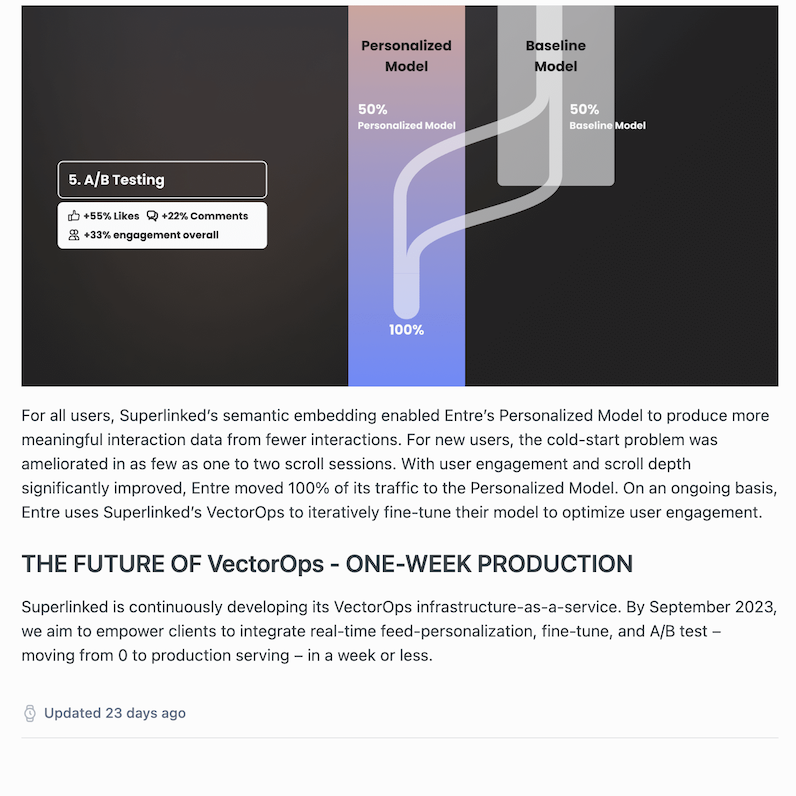 Personalized
Model
Baseline
Model
50%
Personalized Model
50%
Baseline Model
5. A/B Testing
+55% Likes +22% Comments
+33% engagement overall
100%
For all users, Superlinked’s semantic embedding enabled Entre’s Personalized Model to produce more
meaningful interaction data from fewer interactions. For new users, the cold-start problem was
ameliorated in as few as one to two scroll sessions. With user engagement and scroll depth
significantly improved, Entre moved 100% of its traffic to the Personalized Model. On an ongoing basis,
Entre uses Superlinked’s VectorOps to iteratively fine-tune their model to optimize user engagement.
THE FUTURE OF VectorOps - ONE-WEEK PRODUCTION
Superlinked is continuously developing its VectorOps infrastructure-as-a-service. By September 2023,
we aim to empower clients to integrate real-time feed-personalization, fine-tune, and A/B test –
moving from 0 to production serving – in a week or less.
Updated 23 days ago